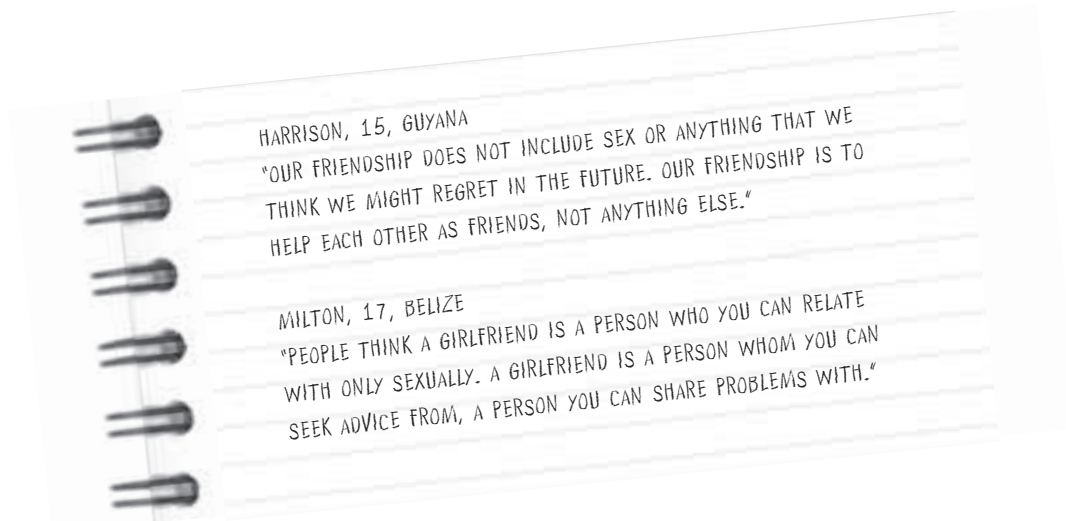 HARRISON, 15, GUYANA
"OUR FRIENDSHIP DOES NOT INCLUDE SEX OR ANYTHING THAT WE
THINK WE MIGHT REGRET IN THE FUTURE. OUR FRIENDSHIP IS TO
HELP EACH OTHER AS FRIENDS, NOT ANYTHING ELSE."
MILTON, 17, BELIZE
"PEOPLE THINK A GIRLFRIEND IS A PERSON WHO YOU CAN RELATE
WITH ONLY SEXUALLY. A GIRLFRIEND IS A PERSON WHOM YOU CAN
SEEK ADVICE FROM, A PERSON YOU CAN SHARE PROBLEMS WITH."